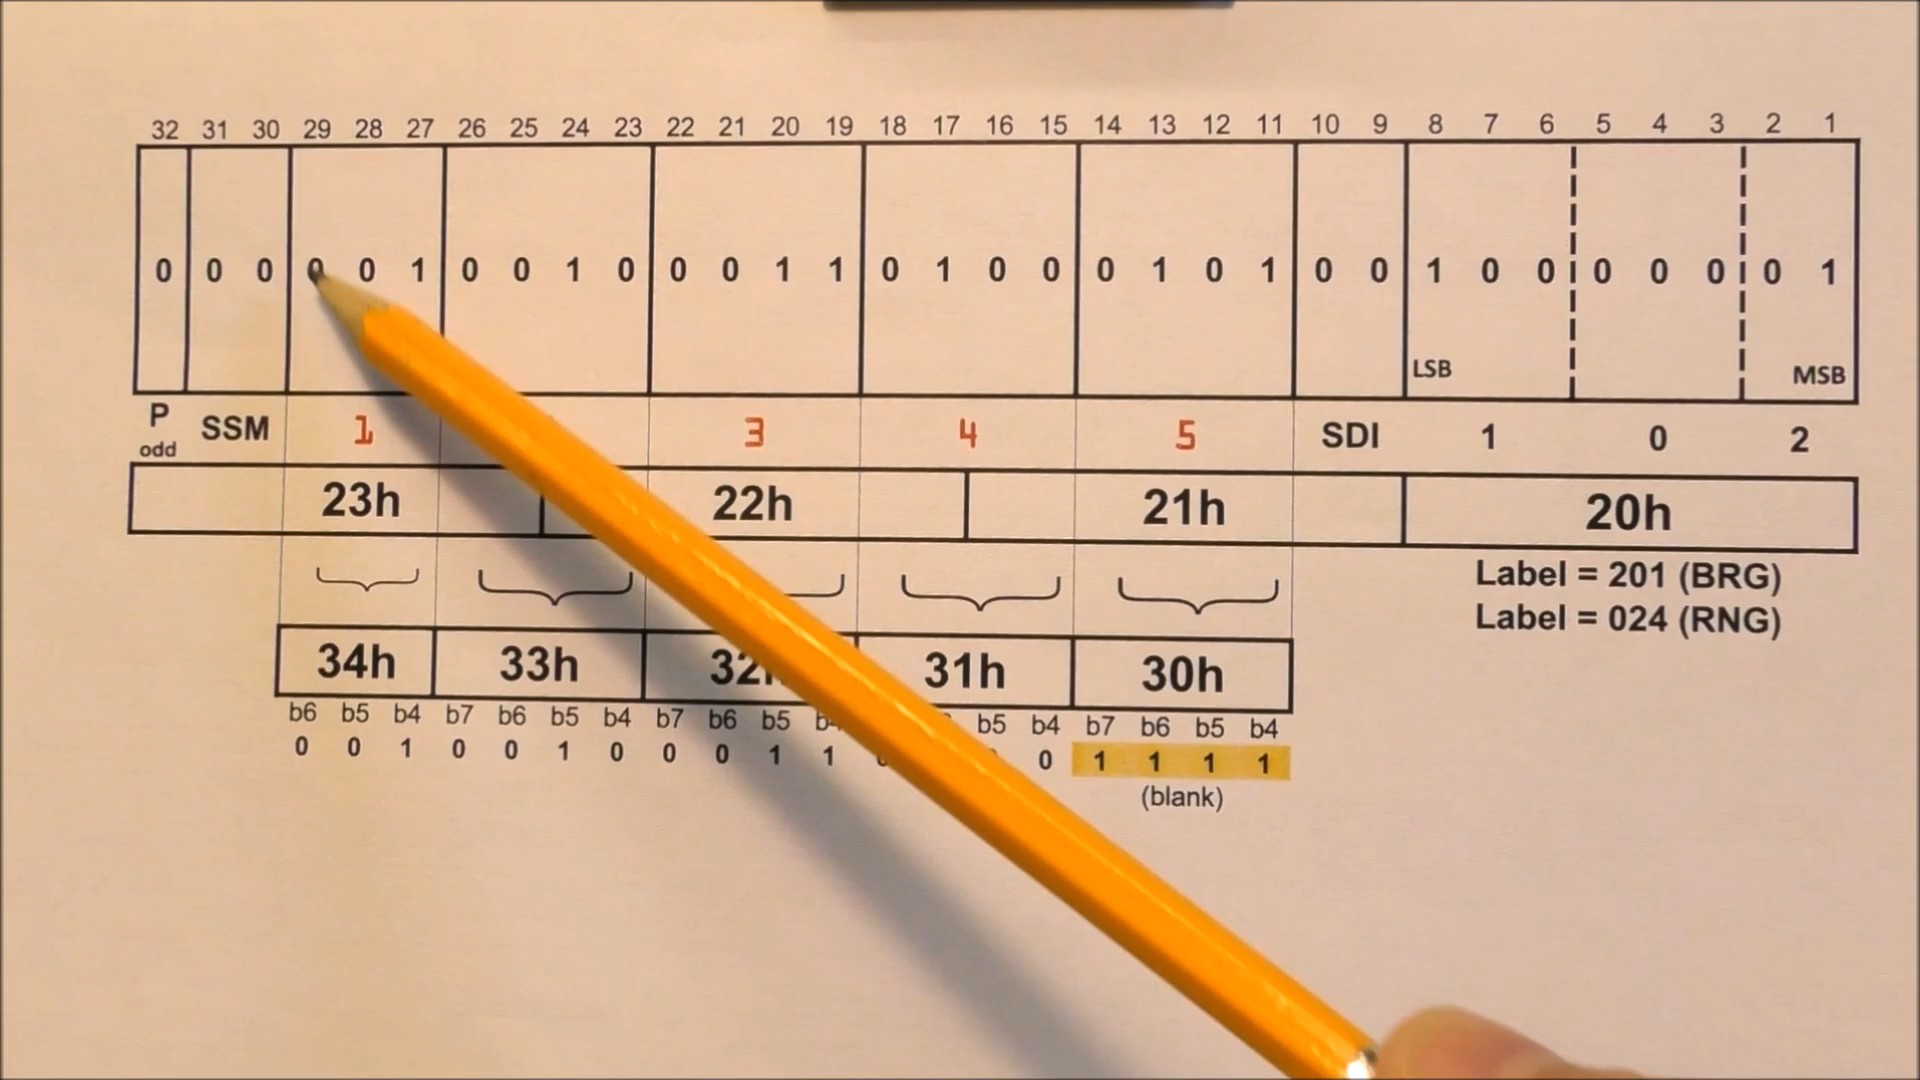 32 31 30 29 28 27 26 25 24 23 22 21 20 19 18 17 16 15 14 13 12 11 10 9 8 7 6 5 4 3 2 1
0 0 0 0 0 1 0 0 1 0 0 0 1 1 0 1 0 0 0 1 0 1 0 0 1 0 0 0 0 0 0 1
LSB MSB
P odd SSM 1 3 4 5 SDI 1 0 2
23h 22h 21h 20h
Label = 201 (BRG)
Label = 024 (RNG)
34h 33h 31h 30h
b6 b5 b4 b7 b6 b5 b4 b7 b6 b5 b5 b4 b7 b6 b5 b4
0 0 1 0 0 1 0 0 0 1 1 0 1 1 1 1
(blank)